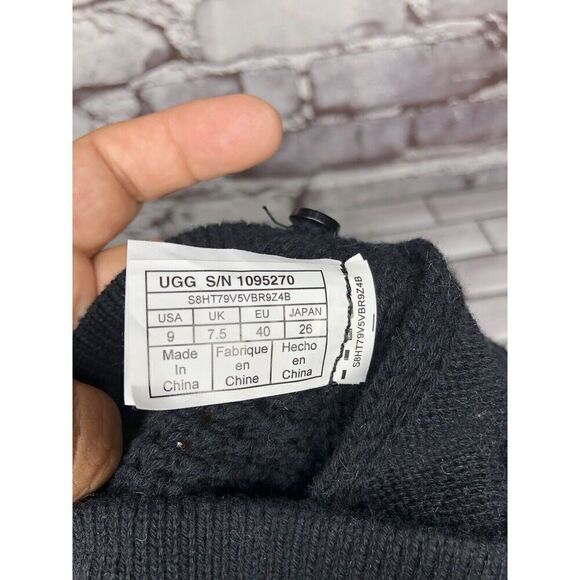 UGG S/N 1095270
S8HT79V5VBR9Z4B
USA UK EU JAPAN
9 7.5 40 26
Made In China
Fabrique en Chine
Hecho en China
S8HT79V5VBR9Z4B